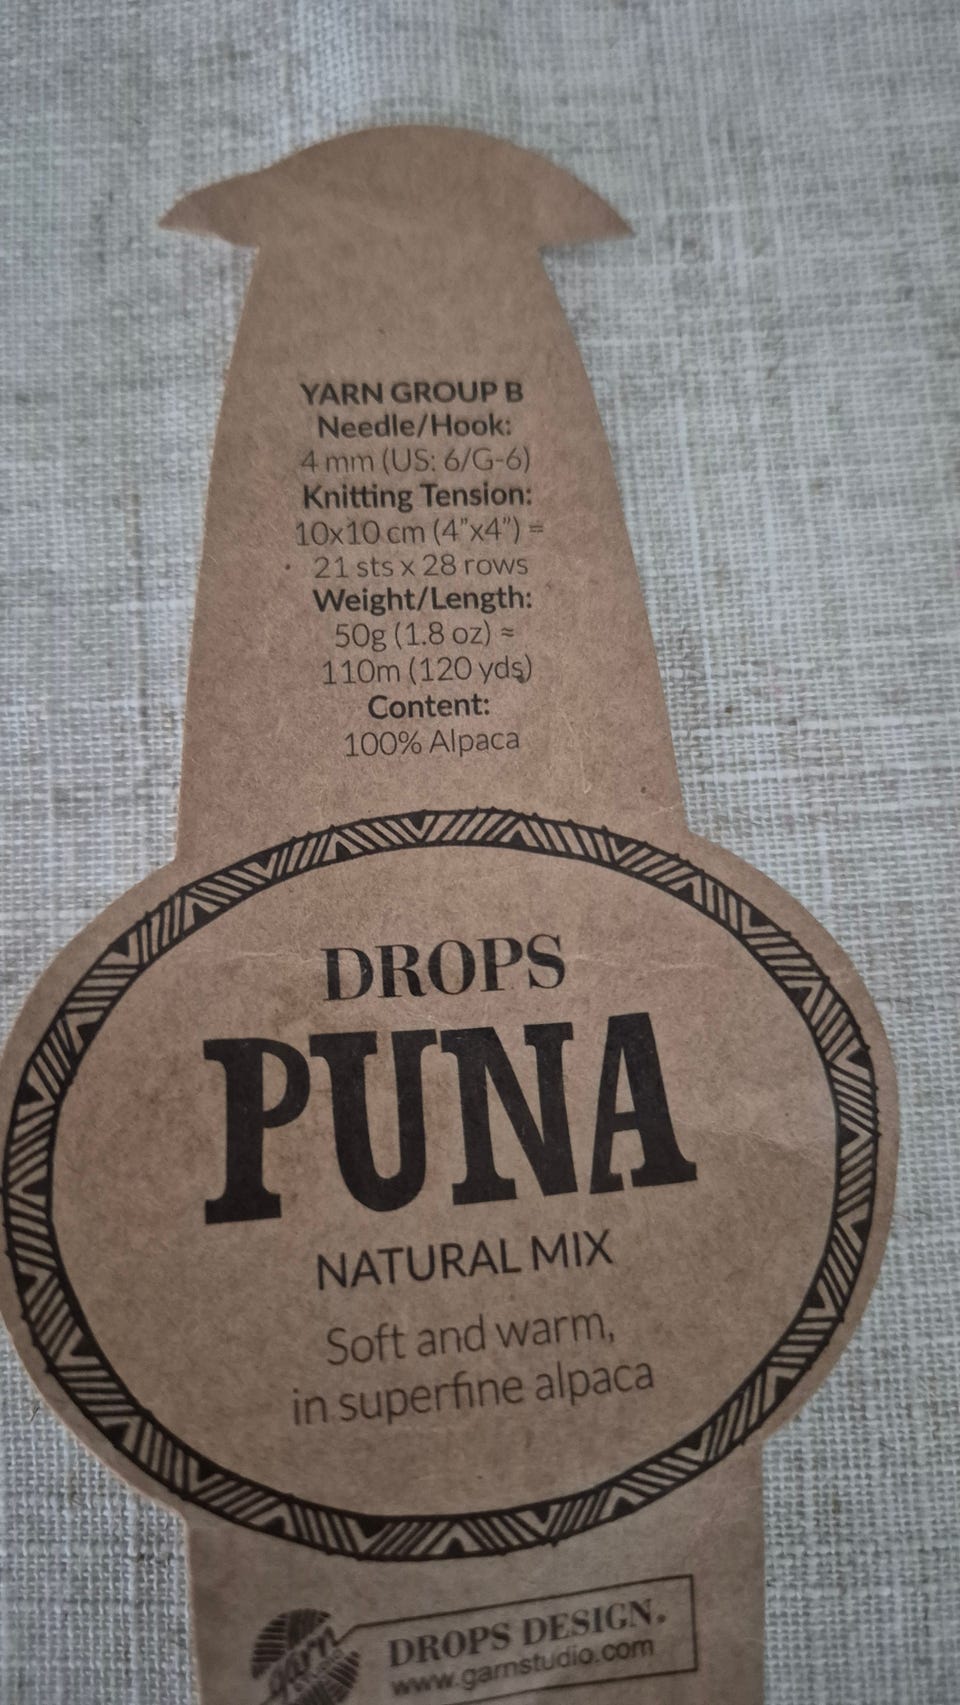 YARN GROUP B
Needle/Hook:
4 mm (US: 6/G-6)
Knitting Tension:
10x10 cm (4”x4”) =
21 sts x 28 rows
Weight/Length:
50g (1.8 oz) ≈
110m (120 yds)
Content:
100% Alpaca
DROPS
PUNA
NATURAL MIX
Soft and warm,
in superfine alpaca
garn
DROPS DESIGN®
www.garnstudio.com